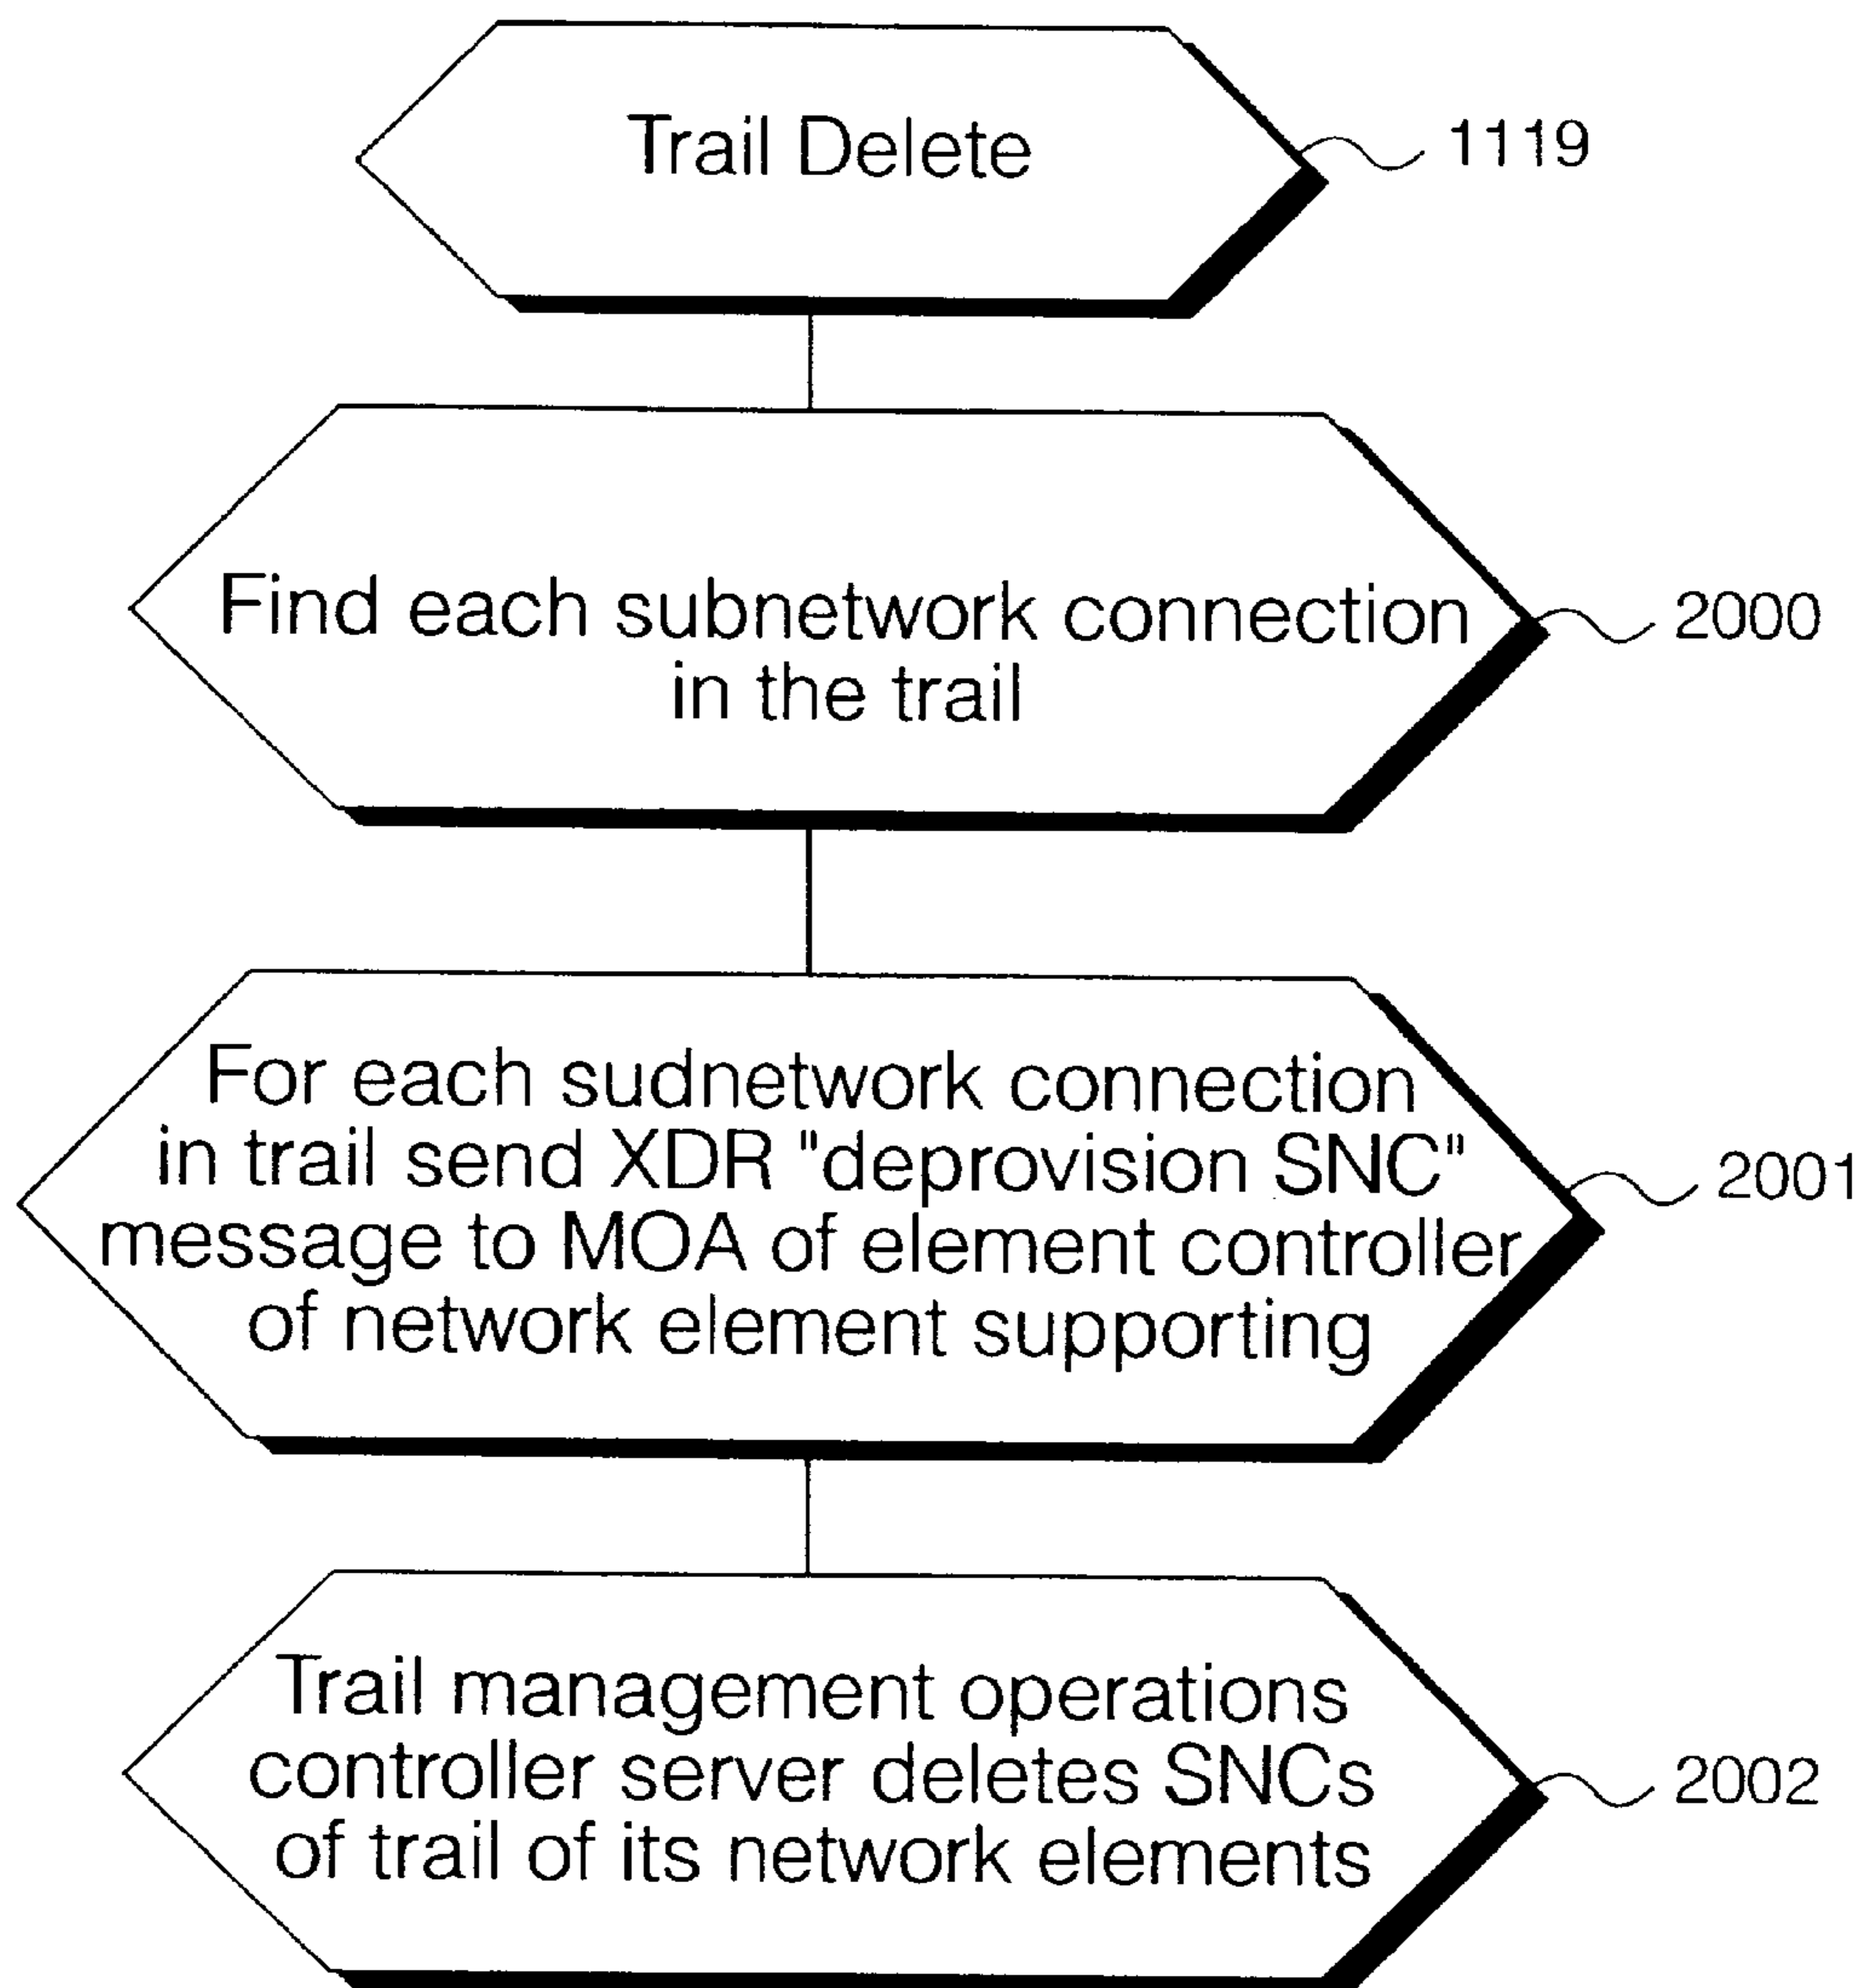 Trail Delete
1119
Find each subnetwork connection
in the trail
2000
For each sudnetwork connection
in trail send XDR "deprovision SNC"
message to MOA of element controller
of network element supporting
2001
Trail management operations
controller server deletes SNCs
of trail of its network elements
2002